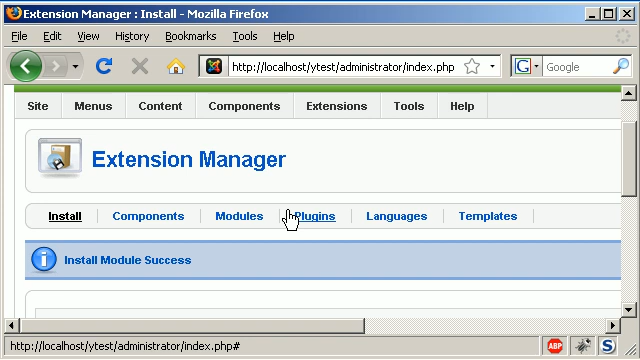 Extension Manager : Install - Mozilla Firefox
File Edit View History Bookmarks Tools Help
http://localhost/ytest/administrator/index.php G Google
Site Menus Content Components Extensions Tools Help
Extension Manager
Install Components Modules Plugins Languages Templates
i Install Module Success
http://localhost/ytest/administrator/index.php# ABP S